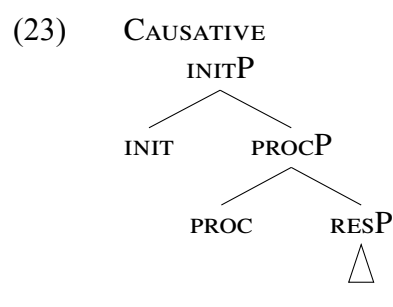 (23) CAUSATIVE
INITP
INIT PROCP
PROC RESP